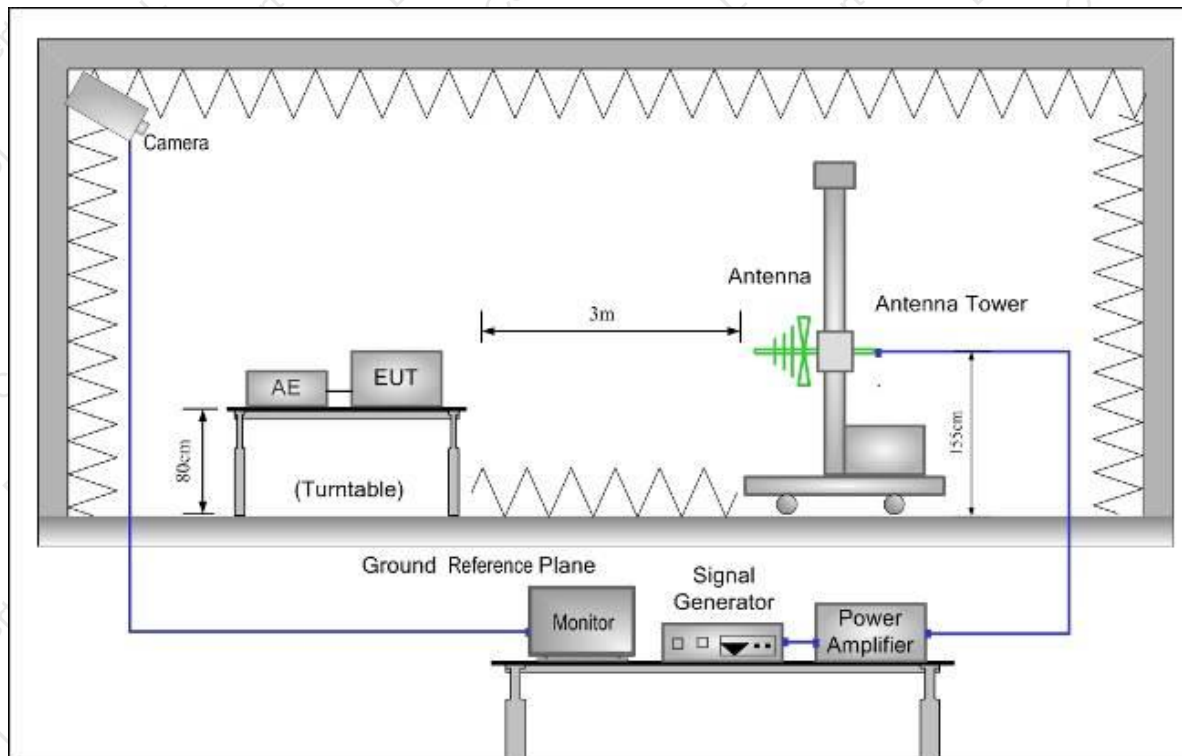 Camera
Antenna
3m
Antenna Tower
AE
EUT
80cm
155cm
(Turntable)
Ground Reference Plane
Signal
Generator
Monitor
Power
Amplifier